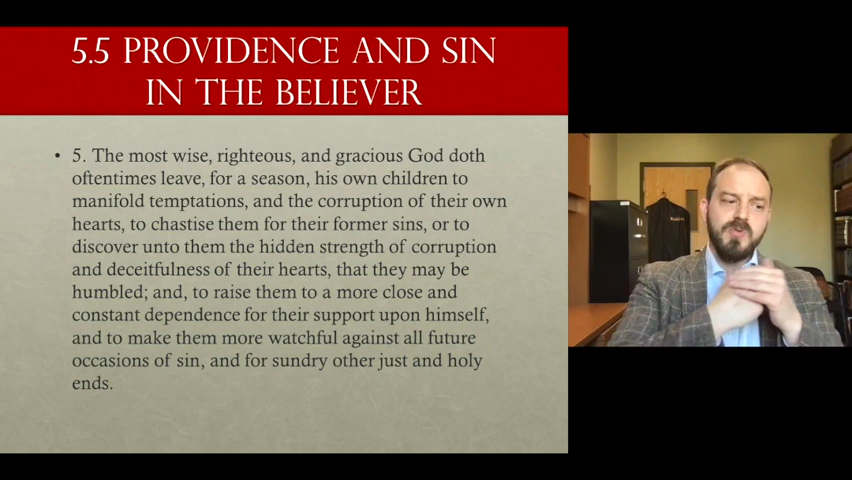 5.5 PROVIDENCE AND SIN
IN THE BELIEVER
• 5. The most wise, righteous, and gracious God doth
oftentimes leave, for a season, his own children to
manifold temptations, and the corruption of their own
hearts, to chastise them for their former sins, or to
discover unto them the hidden strength of corruption
and deceitfulness of their hearts, that they may be
humbled; and, to raise them to a more close and
constant dependence for their support upon himself,
and to make them more watchful against all future
occasions of sin, and for sundry other just and holy
ends.